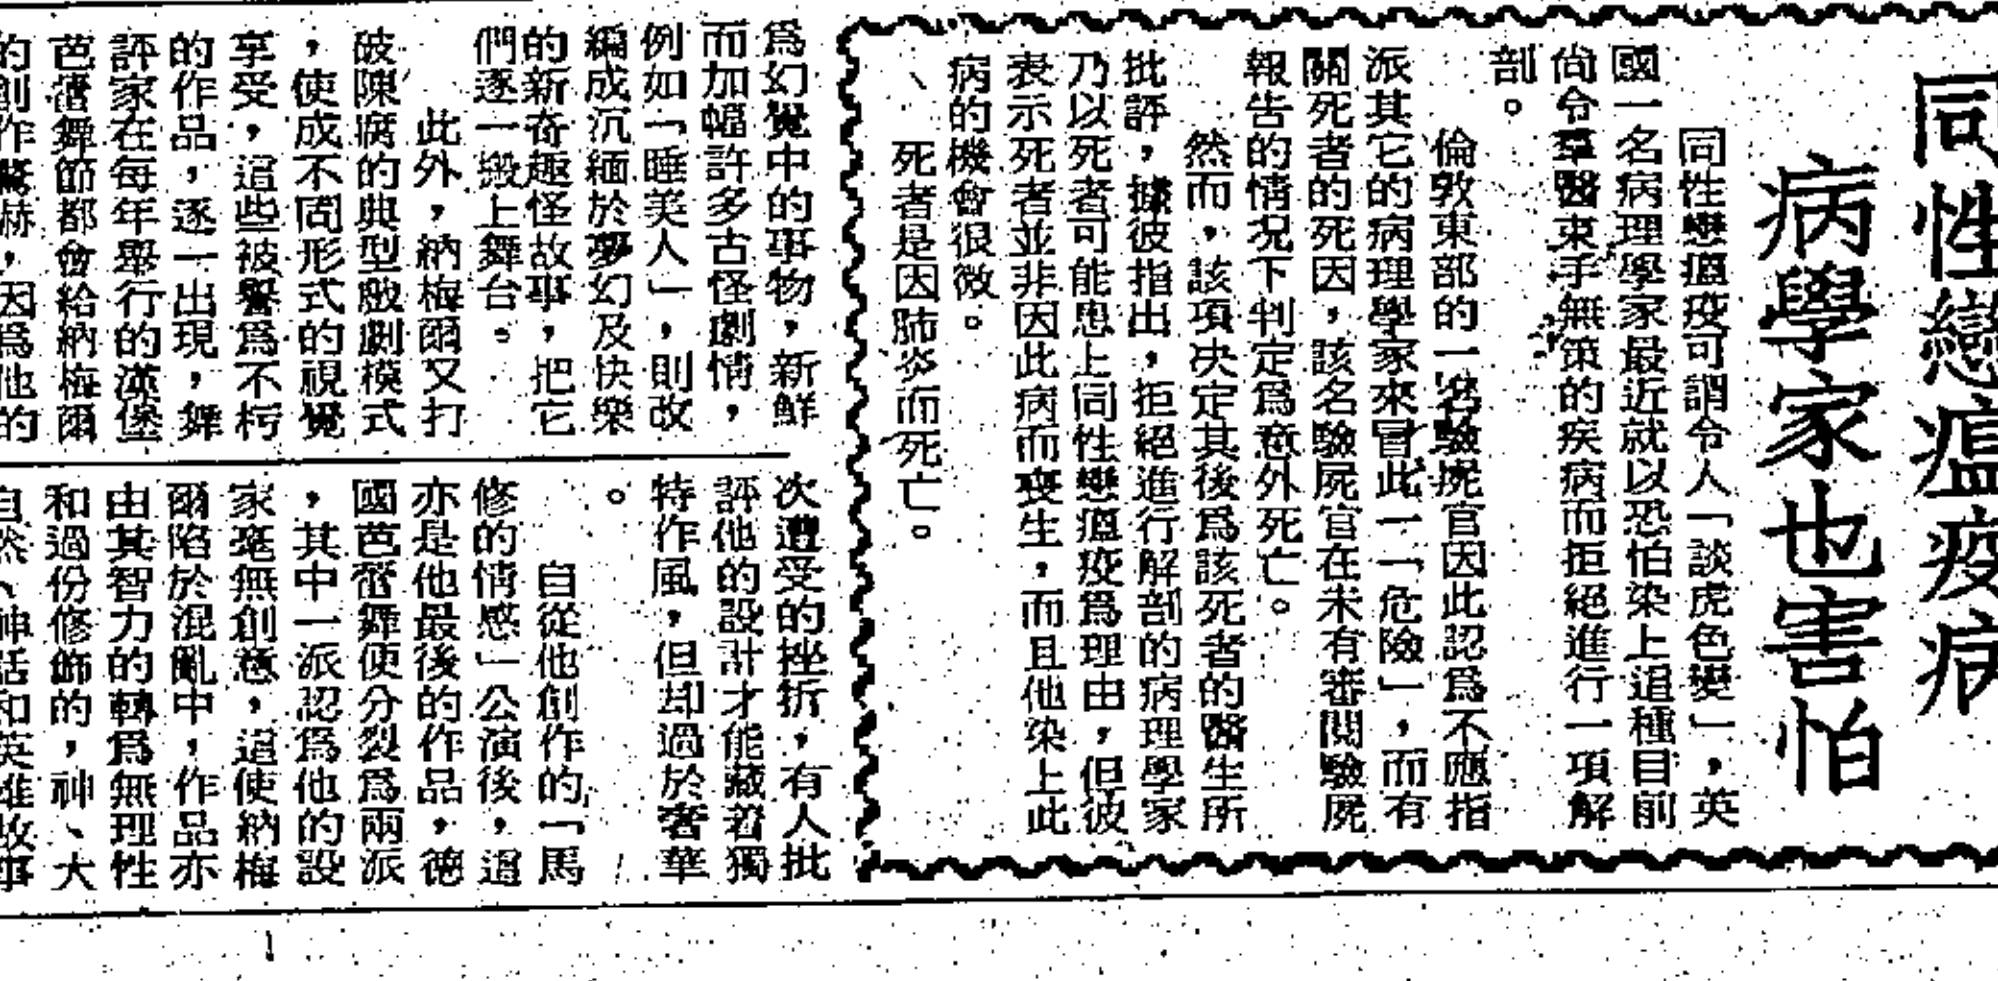 同性戀瘟疫病
病學家也害怕
同性戀瘟疫可謂令人「談虎色變」，英
國一名病理學家最近就以恐怕染上這種目前
尚令羣醫束手無策的疾病而拒絕進行一項解
剖。
倫敦東部的一名驗屍官因此認爲不應指
派其它的病理學家來冒此一「危險」，而有
關死者的死因，該名驗屍官在未有審閱驗屍
報告的情况下判定爲意外死亡。
然而，該項决定其後爲該死者的醫生所
批評，據彼指出，拒絕進行解剖的病理學家
乃以死者可能患上同性戀瘟疫爲理由，但彼
表示死者並非因此病而喪生，而且他染上此
病的機會很微。
死者是因肺炎而死亡。
爲幻覺中的事物，新鮮
而加幅許多古怪劇情，
例如「睡美人」，則改
編成沉緬於夢幻及快樂
的新奇趣怪故事，把它
們逐一搬上舞台。
此外，納梅爾又打
破陳腐的典型戲劇模式
，使成不同形式的視覺
享受，這些被譽爲不朽
的作品，逐一出現，舞
評家在每年舉行的漢堡
芭蕾舞節都會給納梅爾
的創作驚赫，因爲他的
次遭受的挫折，有人批
評他的設計才能藏着獨
特作風，但却過於奢華
。
自從他創作的「馬
修的情感」公演後，這
亦是他最後的作品，德
國芭蕾舞便分裂爲兩派
，其中一派認爲他的設
家毫無創意，這使納梅
爾陷於混亂中，作品亦
由其智力的轉爲無理性
和過份修飾的，神、大
自然、神話和英雄故事